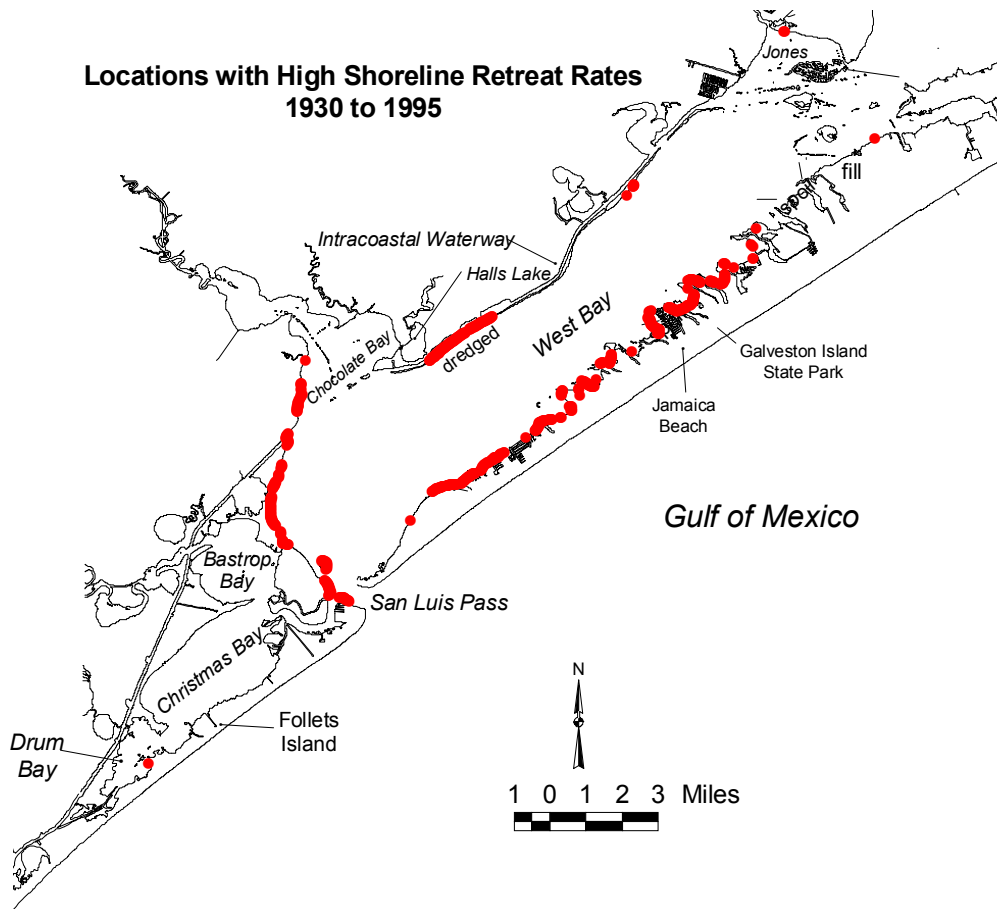 Jones
Locations with High Shoreline Retreat Rates
1930 to 1995
fill
spoil
Intracoastal Waterway
Halls Lake
West Bay
dredged
Chocolate Bay
Galveston Island
State Park
Jamaica
Beach
Gulf of Mexico
Bastrop
Bay
San Luis Pass
Christmas Bay
Follets
Island
Drum
Bay
N
1 0 1 2 3 Miles